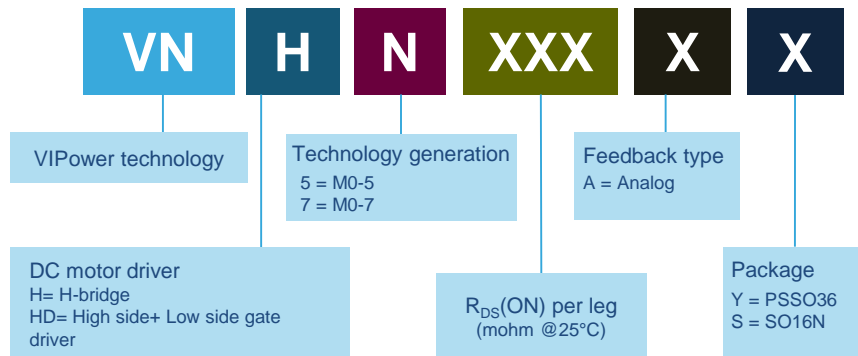 VN H N XXX X X
VIPower technology
Technology generation
5 = M0-5
7 = M0-7
Feedback type
A = Analog
DC motor driver
H= H-bridge
HD= High side+ Low side gate
driver
RDS(ON) per leg
(mohm @25°C)
Package
Y = PSSO36
S = SO16N